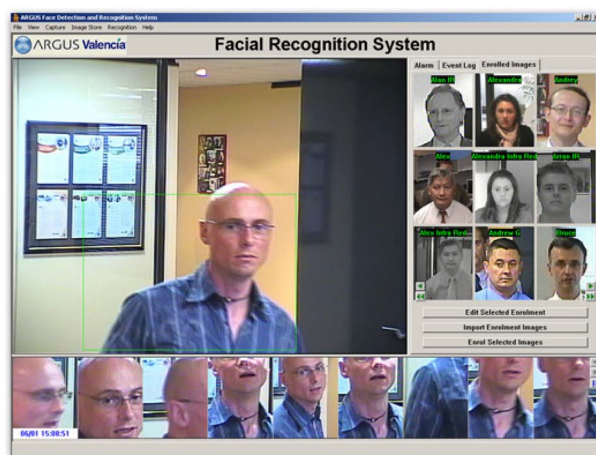 ARGUS Face Detection and Recognition System
File View Capture Image Store Recognition Help
ARGUS Valencia
Facial Recognition System
Alarm Event Log Enrolled Images
Alan IR Alexandra Andrey
Alex Alexandra Infra Red Arran IR
Alex Infra Red Andrew G Bruce
Edit Selected Enrolment
Import Enrolment Images
Enrol Selected Images
06/01 15:08:51